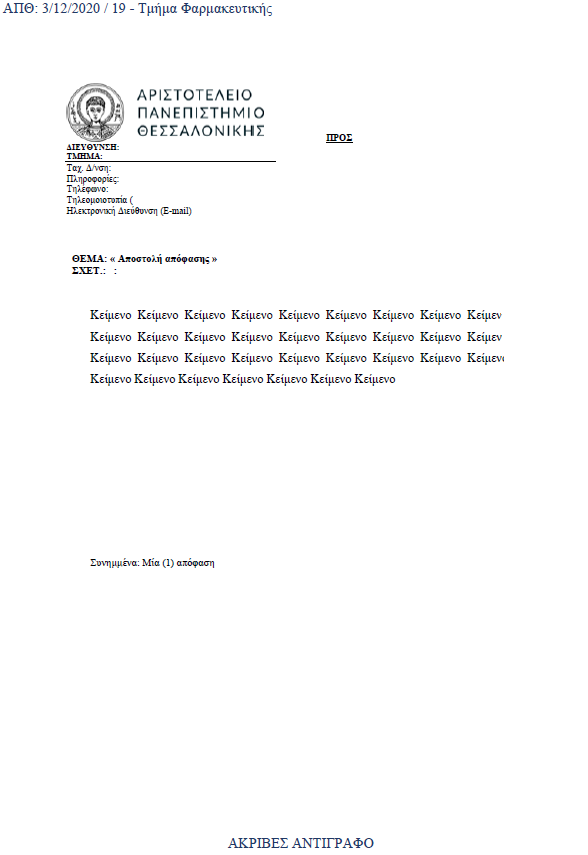 ΑΠΘ: 3/12/2020 / 19 - Τμήμα Φαρμακευτικής
ΑΡΙΣΤΟΤΕΛΕΙΟ
ΠΑΝΕΠΙΣΤΗΜΙΟ
ΘΕΣΣΑΛΟΝΙΚΗΣ
ΠΡΟΣ
ΔΙΕΥΘΥΝΣΗ:
ΤΜΗΜΑ:
Ταχ. Δ/νση:
Πληροφορίες:
Τηλέφωνο:
Τηλεομοιοτυπία (
Ηλεκτρονική Διεύθυνση (E-mail)
ΘΕΜΑ: « Αποστολή απόφασης »
ΣΧΕΤ.: :
Κείμενο Κείμενο Κείμενο Κείμενο Κείμενο Κείμενο Κείμενο Κείμενο Κείμεν
Κείμενο Κείμενο Κείμενο Κείμενο Κείμενο Κείμενο Κείμενο Κείμενο Κείμεν
Κείμενο Κείμενο Κείμενο Κείμενο Κείμενο Κείμενο Κείμενο Κείμενο Κείμενο
Κείμενο Κείμενο Κείμενο Κείμενο Κείμενο Κείμενο Κείμενο
Συνημμένα: Μία (1) απόφαση
ΑΚΡΙΒΕΣ ΑΝΤΙΓΡΑΦΟ